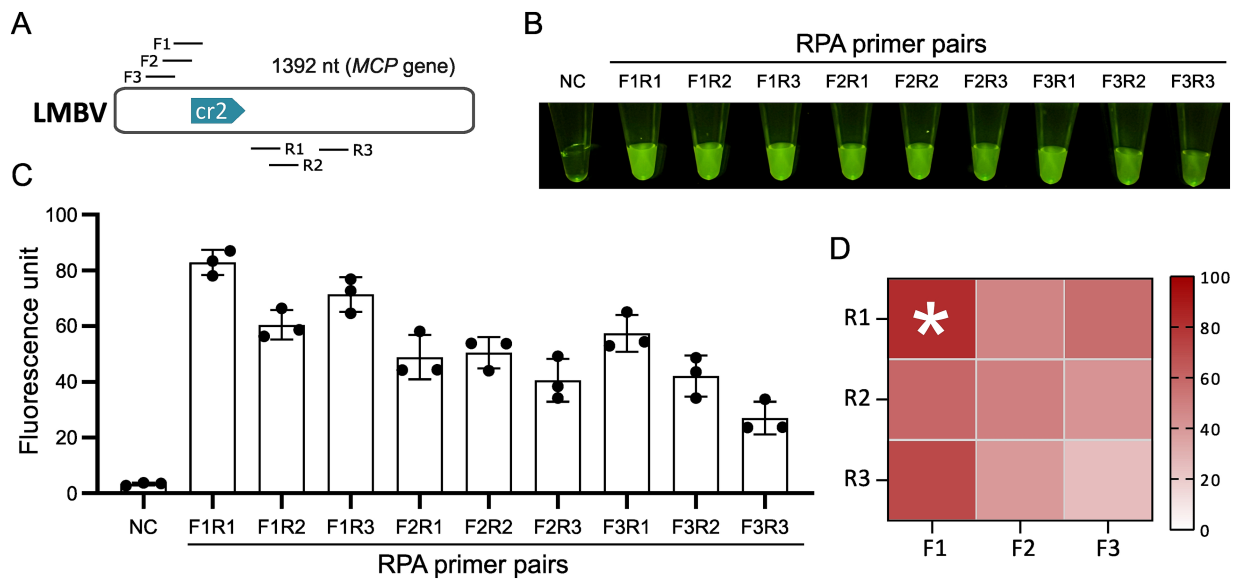 A
F1
F2
F3
1392 nt (MCP gene)
LMBV
cr2
R1
R2
R3
B
RPA primer pairs
NC F1R1 F1R2 F1R3 F2R1 F2R2 F2R3 F3R1 F3R2 F3R3
C
Fluorescence unit
100
80
60
40
20
0
NC F1R1 F1R2 F1R3 F2R1 F2R2 F2R3 F3R1 F3R2 F3R3
RPA primer pairs
D
R1
*
R2
R3
F1 F2 F3
100
80
60
40
20
0